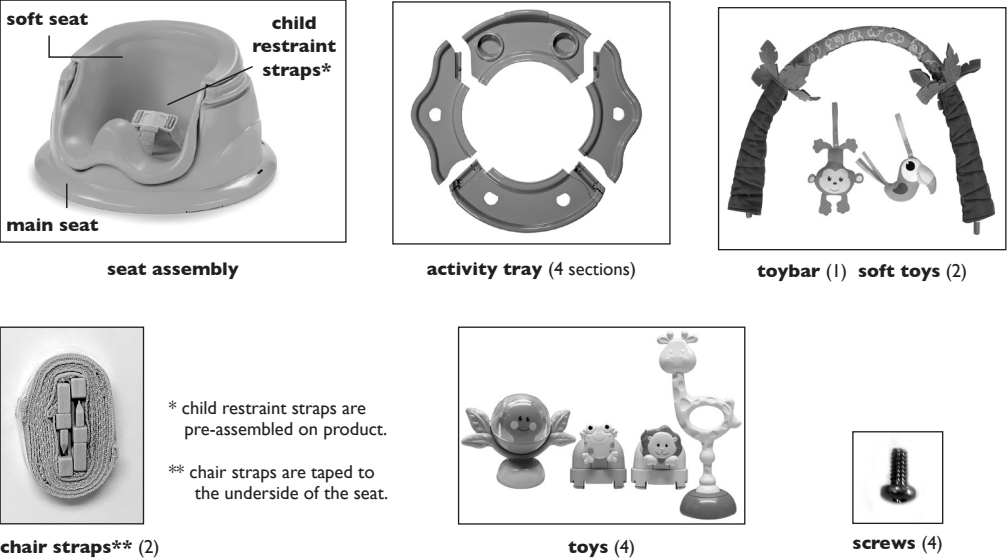 soft seat
child
restraint
straps*
main seat
seat assembly
activity tray (4 sections)
toybar (1) soft toys (2)
* child restraint straps are
pre-assembled on product.
** chair straps are taped to
the underside of the seat.
chair straps** (2)
toys (4)
screws (4)